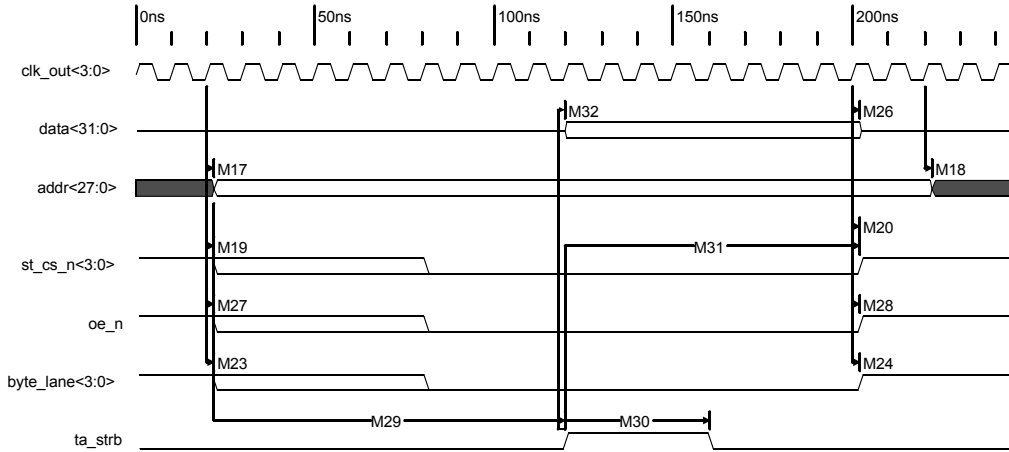 0ns 50ns 100ns 150ns 200ns
clk_out<3:0>
M32 M26
data<31:0>
M17 M18
addr<27:0>
M20
M19 M31
st_cs_n<3:0>
M27 M28
oe_n
M23 M24
byte_lane<3:0>
M29 M30
ta_strb